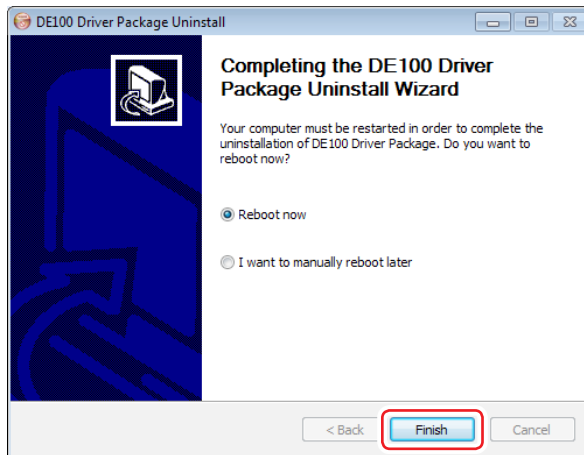 DE100 Driver Package Uninstall
Completing the DE100 Driver
Package Uninstall Wizard
Your computer must be restarted in order to complete the
uninstallation of DE100 Driver Package. Do you want to
reboot now?
Reboot now
I want to manually reboot later
< Back
Finish
Cancel